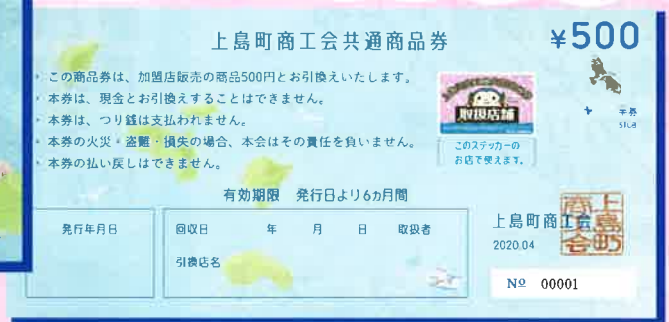 上島町商工会共通商品券
¥500
この商品券は、加盟店販売の商品500円とお引換えいたします。
本券は、現金とお引換えすることはできません。
本券は、つり銭は支払われません。
本券の火災・盗難・損失の場合、本会はその責任を負いません。
本券の払い戻しはできません。
取扱店舗
このステッカーの
お店で使えます。
有効期限 発行日より6カ月間
発行年月日
回収日 年 月 日 取扱者
引換店名
上島町商工会
上島町商工会
2020.04
Nº 00001